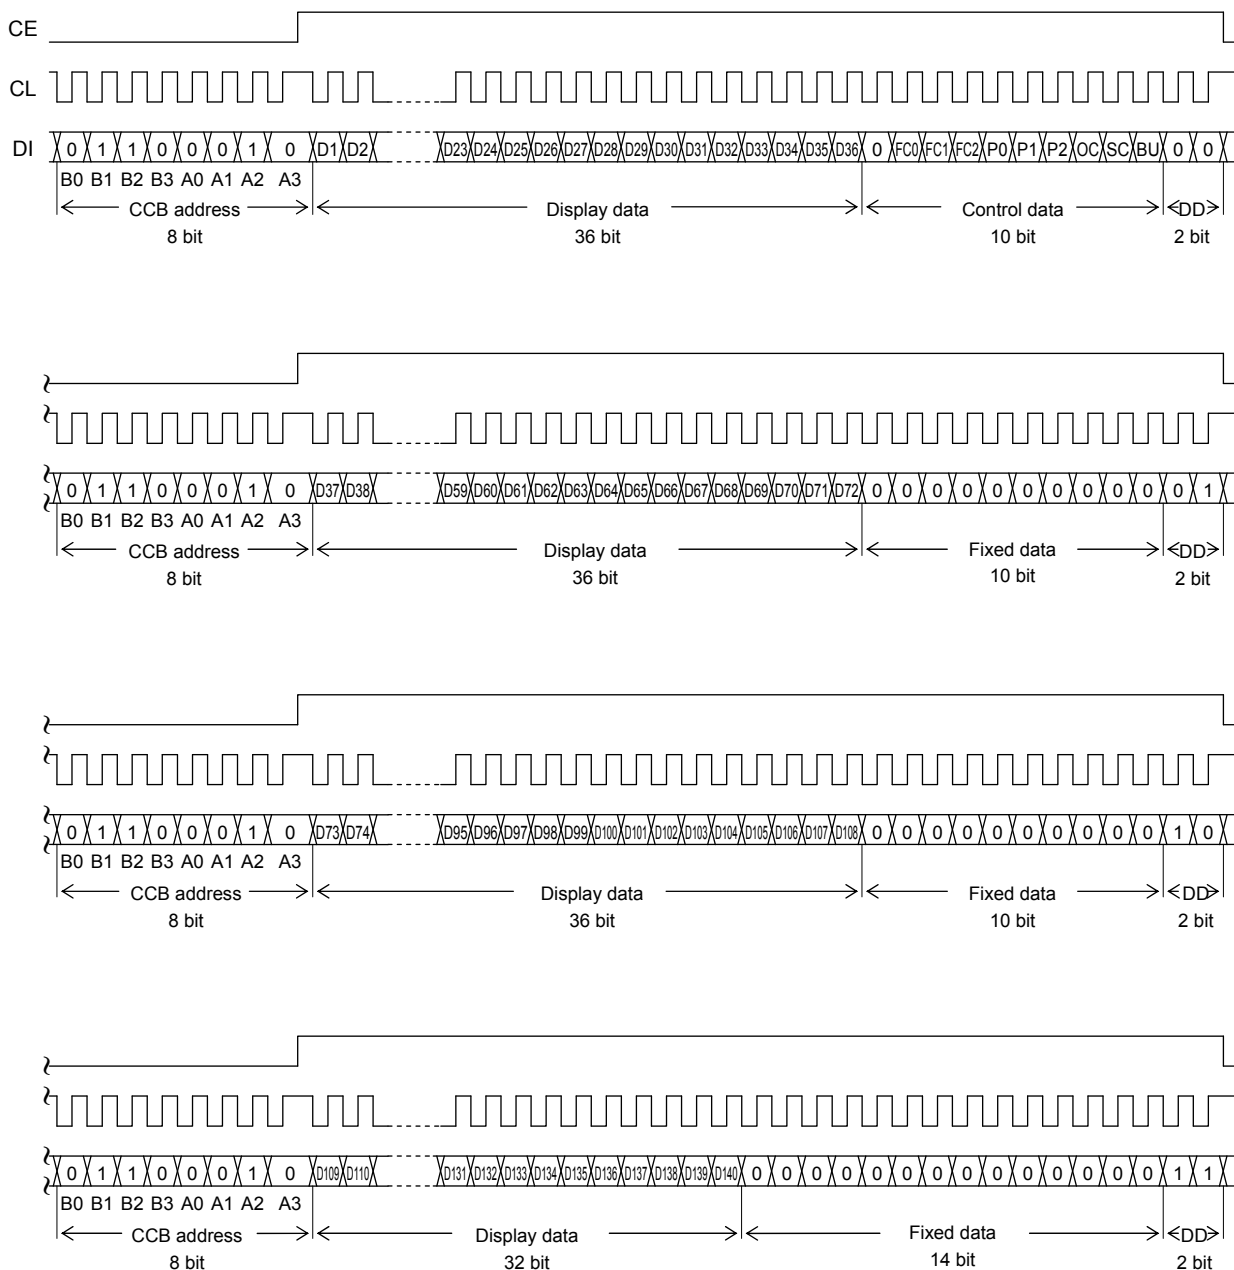 CE
CL
DI 0 1 1 0 0 0 1 0 D1 D2 D23 D24 D25 D26 D27 D28 D29 D30 D31 D32 D33 D34 D35 D36 0 FC0 FC1 FC2 P0 P1 P2 OC SC BU 0 0
B0 B1 B2 B3 A0 A1 A2 A3
CCB address Display data Control data DD
8 bit 36 bit 10 bit 2 bit
0 1 1 0 0 0 1 0 D37 D38 D59 D60 D61 D62 D63 D64 D65 D66 D67 D68 D69 D70 D71 D72 0 0 0 0 0 0 0 0 0 0 0 1
B0 B1 B2 B3 A0 A1 A2 A3
CCB address Display data Fixed data DD
8 bit 36 bit 10 bit 2 bit
0 1 1 0 0 0 1 0 D73 D74 D95 D96 D97 D98 D99 D100 D101 D102 D103 D104 D105 D106 D107 D108 0 0 0 0 0 0 0 0 0 0 1 0
B0 B1 B2 B3 A0 A1 A2 A3
CCB address Display data Fixed data DD
8 bit 36 bit 10 bit 2 bit
0 1 1 0 0 0 1 0 D109 D110 D131 D132 D133 D134 D135 D136 D137 D138 D139 D140 0 0 0 0 0 0 0 0 0 0 0 0 0 0 1 1
B0 B1 B2 B3 A0 A1 A2 A3
CCB address Display data Fixed data DD
8 bit 32 bit 14 bit 2 bit